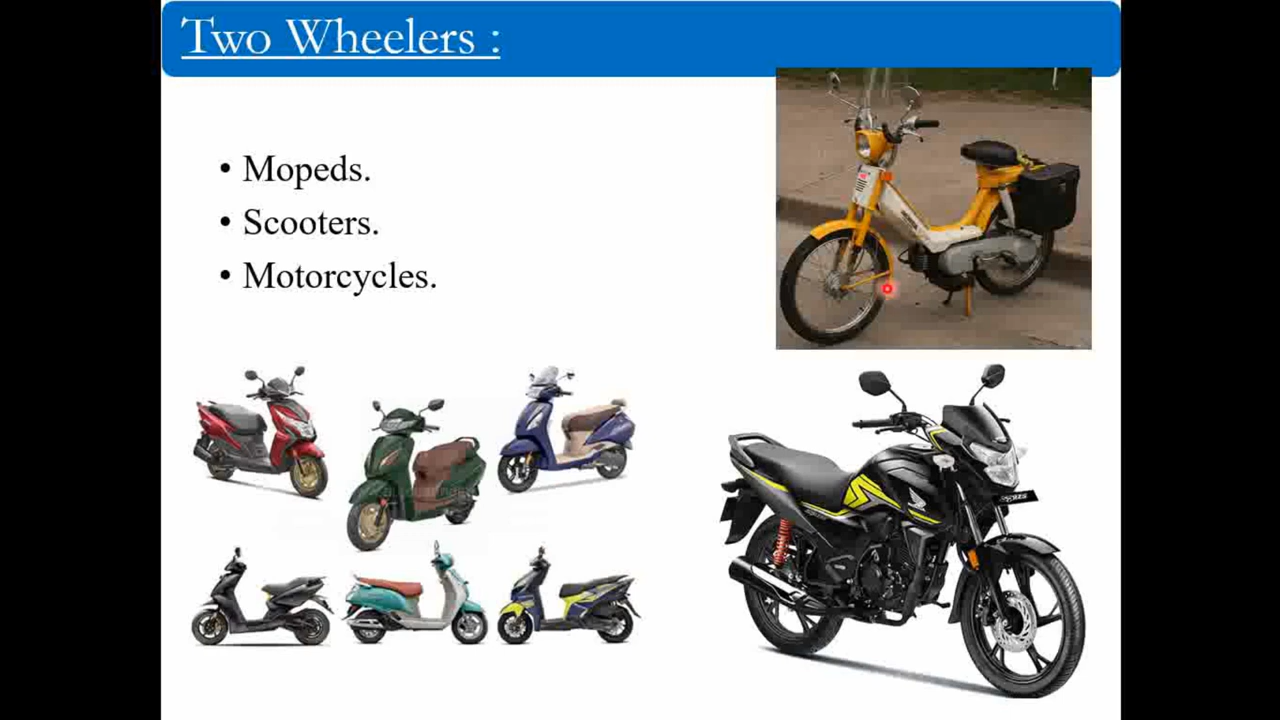 Two Wheelers :
• Mopeds.
• Scooters.
• Motorcycles.